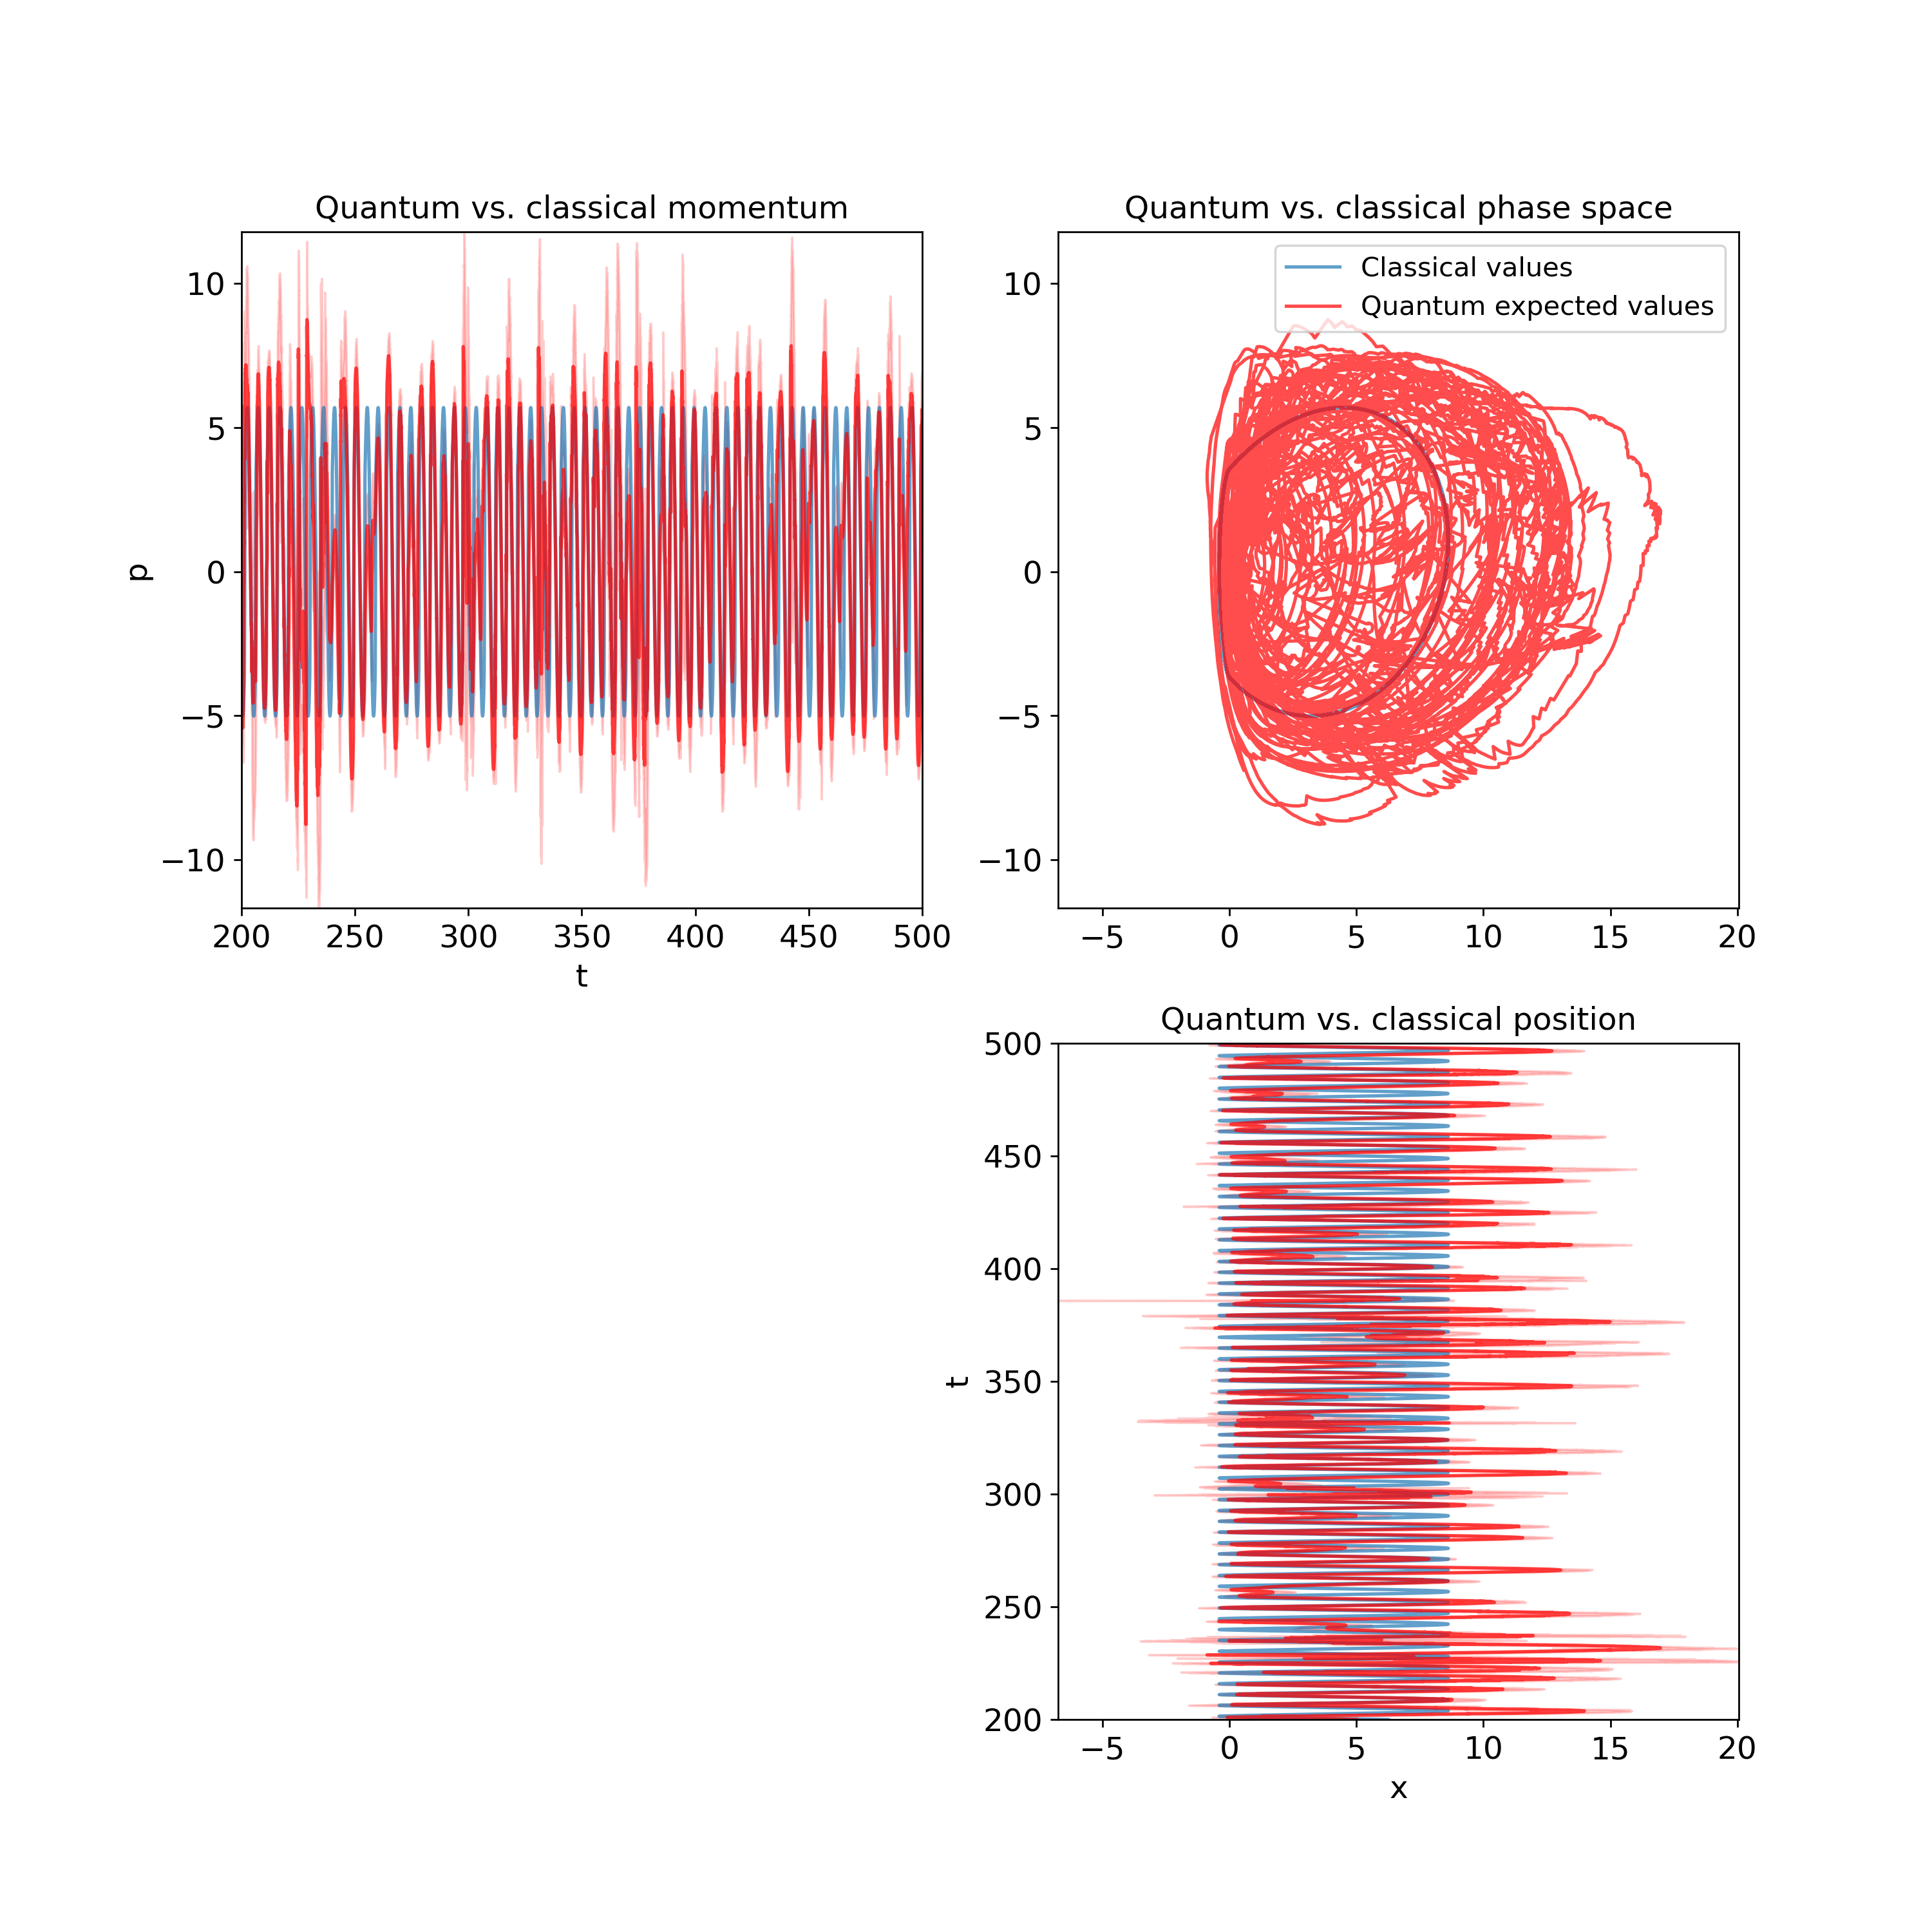 Quantum vs. classical momentum
10
5
0
−5
−10
p
200 250 300 350 400 450 500
t
Quantum vs. classical phase space
Classical values
Quantum expected values
10
5
0
−5
−10
−5 0 5 10 15 20
Quantum vs. classical position
500
450
400
350
300
250
200
t
−5 0 5 10 15 20
x